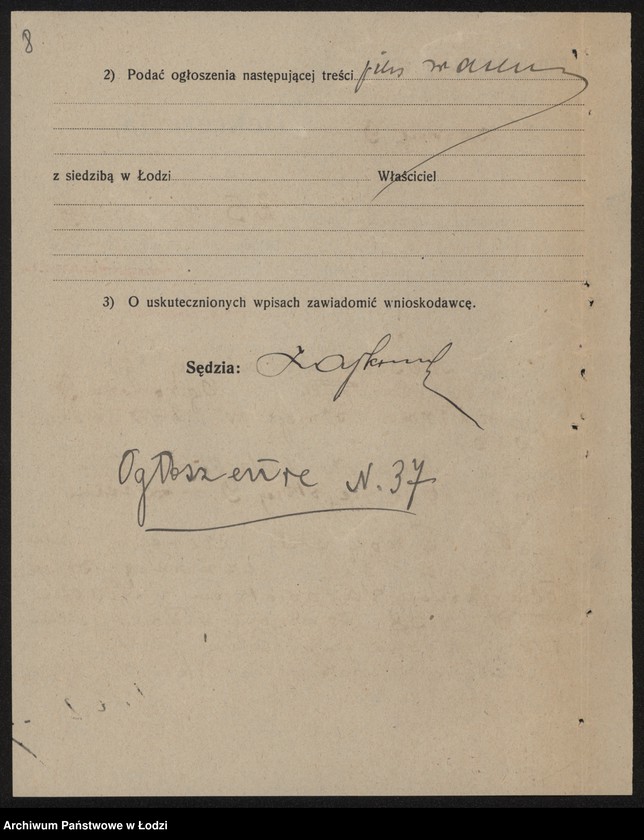 8
2) Podać ogłoszenia następującej treści
z siedzibą w Łodzi Właściciel
3) O uskutecznionych wpisach zawiadomić wnioskodawcę.
Sędzia:
Ogłoszenie N. 37
Archiwum Państwowe w Łodzi